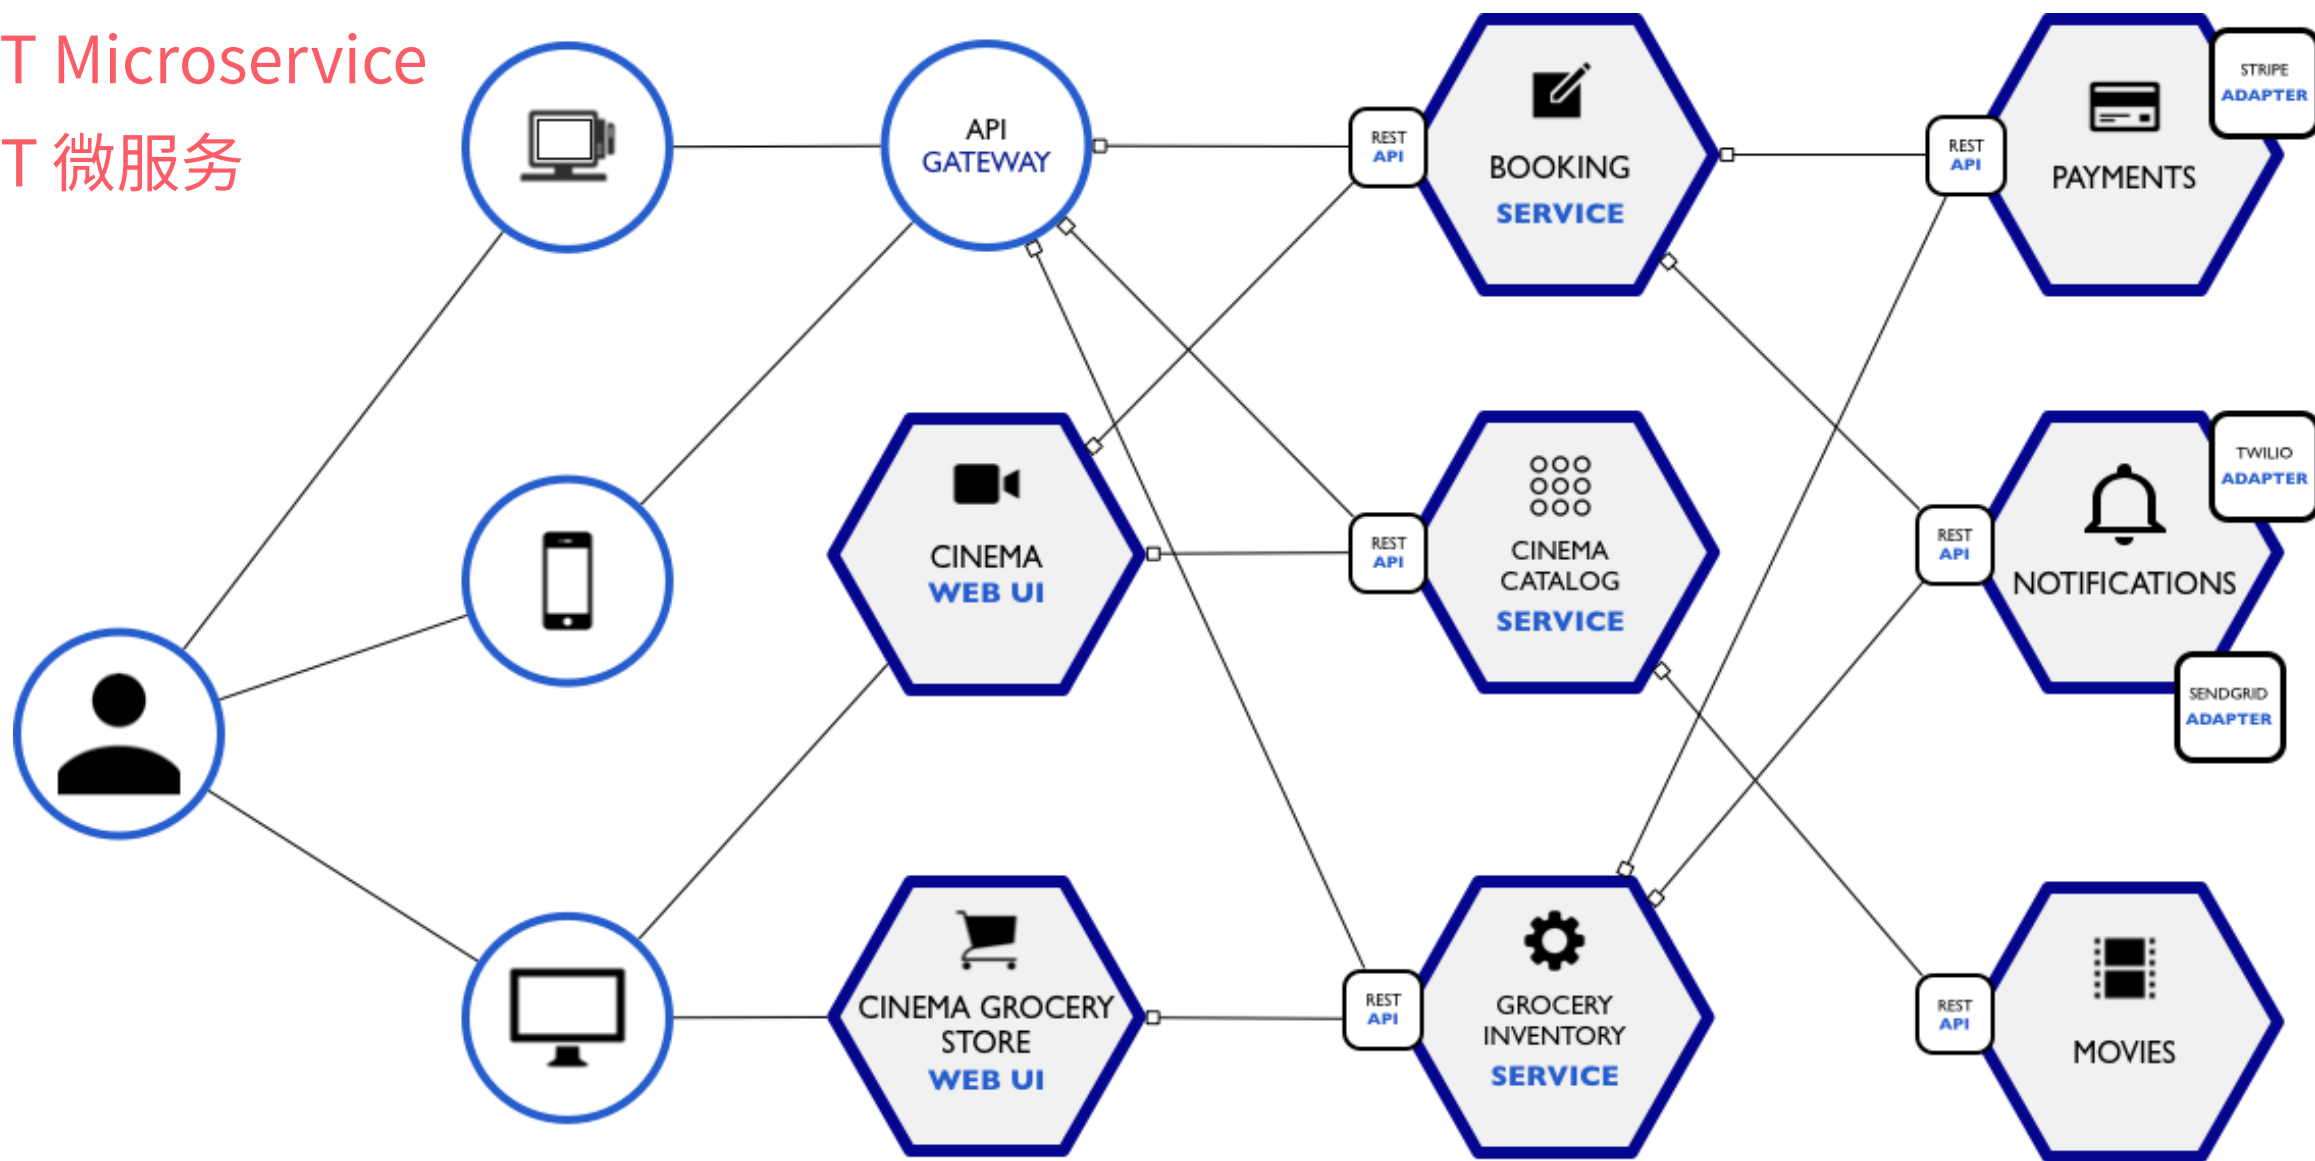 T Microservice
T 微服务
API
GATEWAY
REST
API
BOOKING
SERVICE
REST
API
PAYMENTS
STRIPE
ADAPTER
CINEMA
WEB UI
REST
API
CINEMA
CATALOG
SERVICE
REST
API
NOTIFICATIONS
TWILIO
ADAPTER
SENDGRID
ADAPTER
CINEMA GROCERY
STORE
WEB UI
REST
API
GROCERY
INVENTORY
SERVICE
REST
API
MOVIES